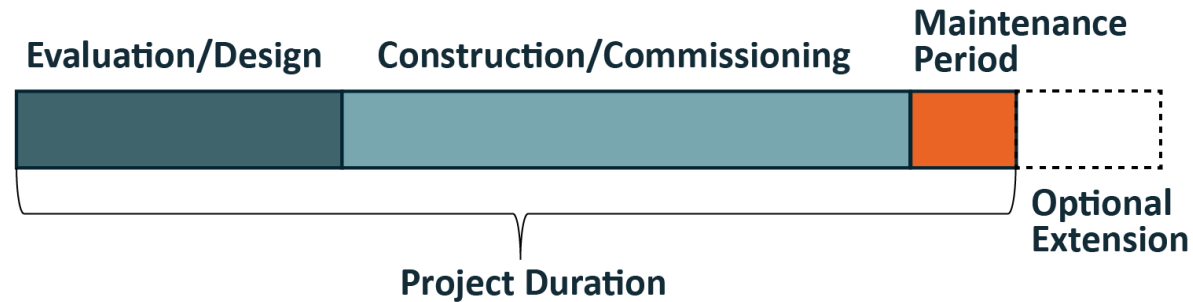 Evaluation/Design
Construction/Commissioning
Maintenance
Period
Optional
Extension
Project Duration